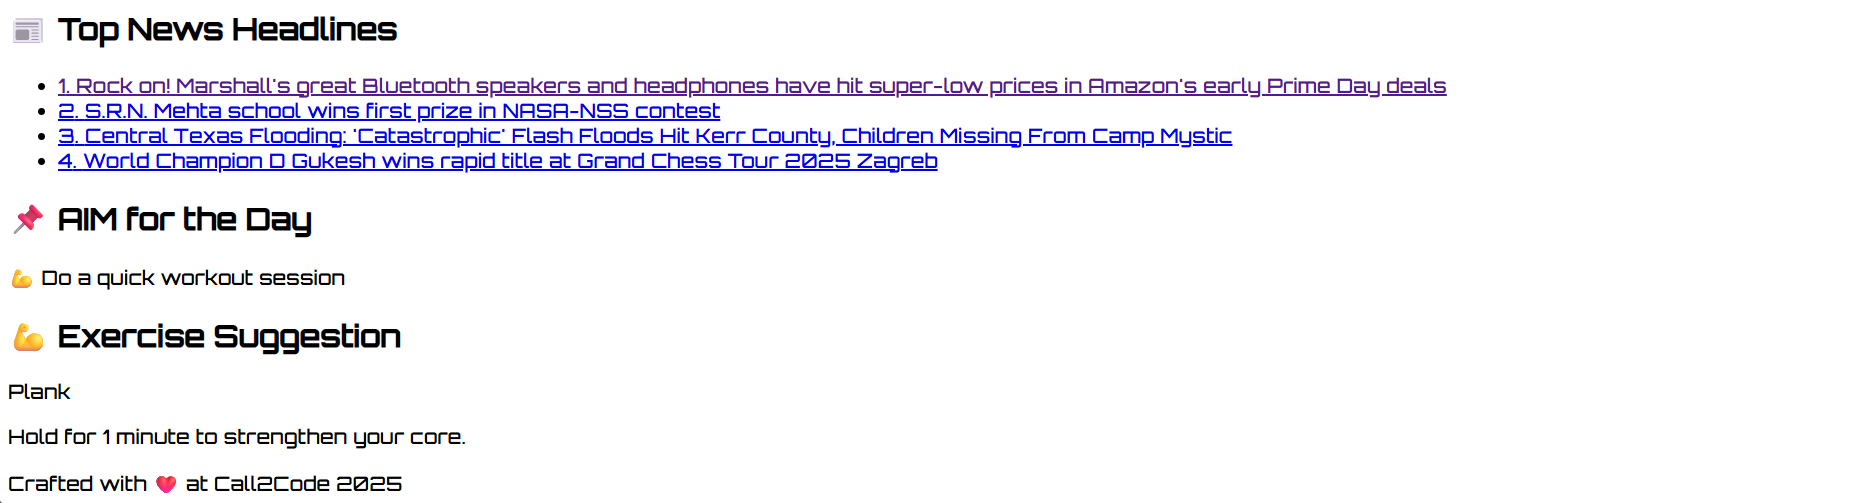 📰 Top News Headlines
• 1. Rock on! Marshall's great Bluetooth speakers and headphones have hit super-low prices in Amazon's early Prime Day deals
• 2. S.R.N. Mehta school wins first prize in NASA-NSS contest
• 3. Central Texas Flooding: 'Catastrophic' Flash Floods Hit Kerr County, Children Missing From Camp Mystic
• 4. World Champion D Gukesh wins rapid title at Grand Chess Tour 2025 Zagreb
📌 AIM for the Day
💪 Do a quick workout session
💪 Exercise Suggestion
Plank
Hold for 1 minute to strengthen your core.
Crafted with ❤️ at Call2Code 2025